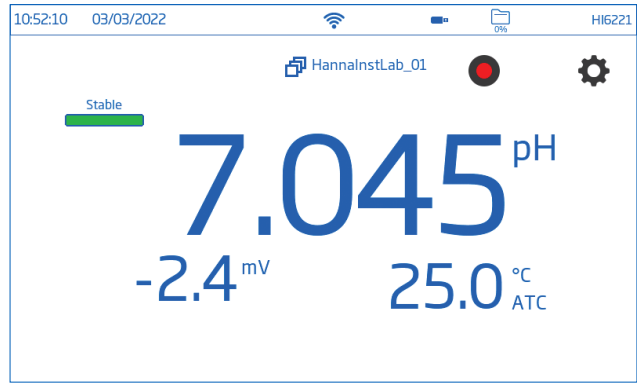 10:52:10 03/03/2022 0% HI6221
HannaInstLab_01
Stable
7.045 pH
-2.4 mV 25.0 °C
ATC